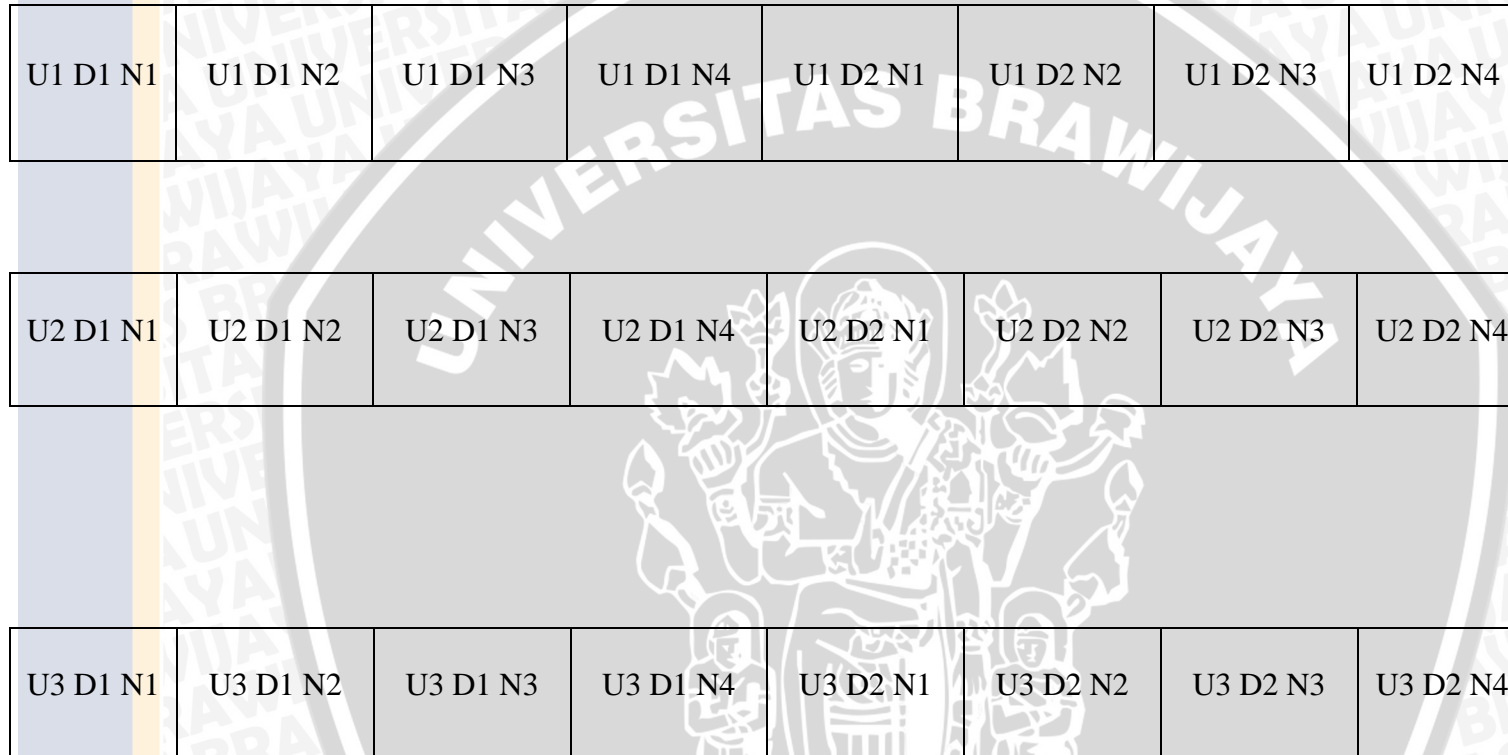 U1 D1 N1 U1 D1 N2 U1 D1 N3 U1 D1 N4 U1 D2 N1 U1 D2 N2 U1 D2 N3 U1 D2 N4
UNIVERSITAS BRAWIJAYA
U2 D1 N1 U2 D1 N2 U2 D1 N3 U2 D1 N4 U2 D2 N1 U2 D2 N2 U2 D2 N3 U2 D2 N4
U3 D1 N1 U3 D1 N2 U3 D1 N3 U3 D1 N4 U3 D2 N1 U3 D2 N2 U3 D2 N3 U3 D2 N4